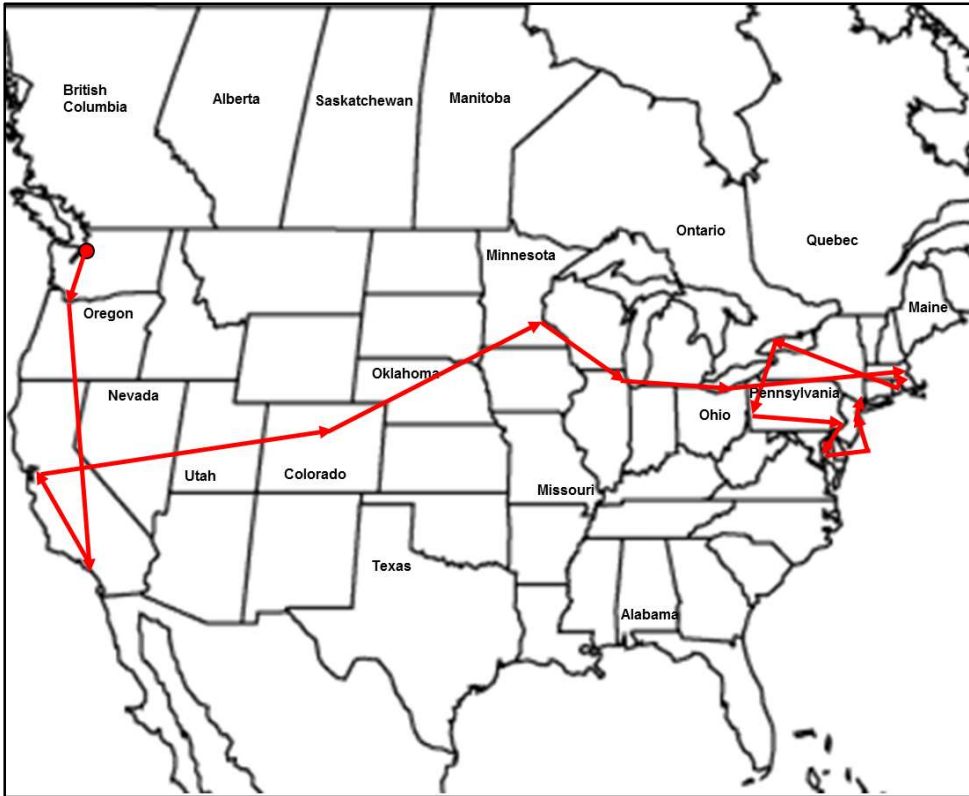 British
Columbia
Alberta
Saskatchewan
Manitoba
Ontario
Quebec
Minnesota
Maine
Oregon
Oklahoma
Nevada
Pennsylvania
Ohio
Utah
Colorado
Missouri
Texas
Alabama